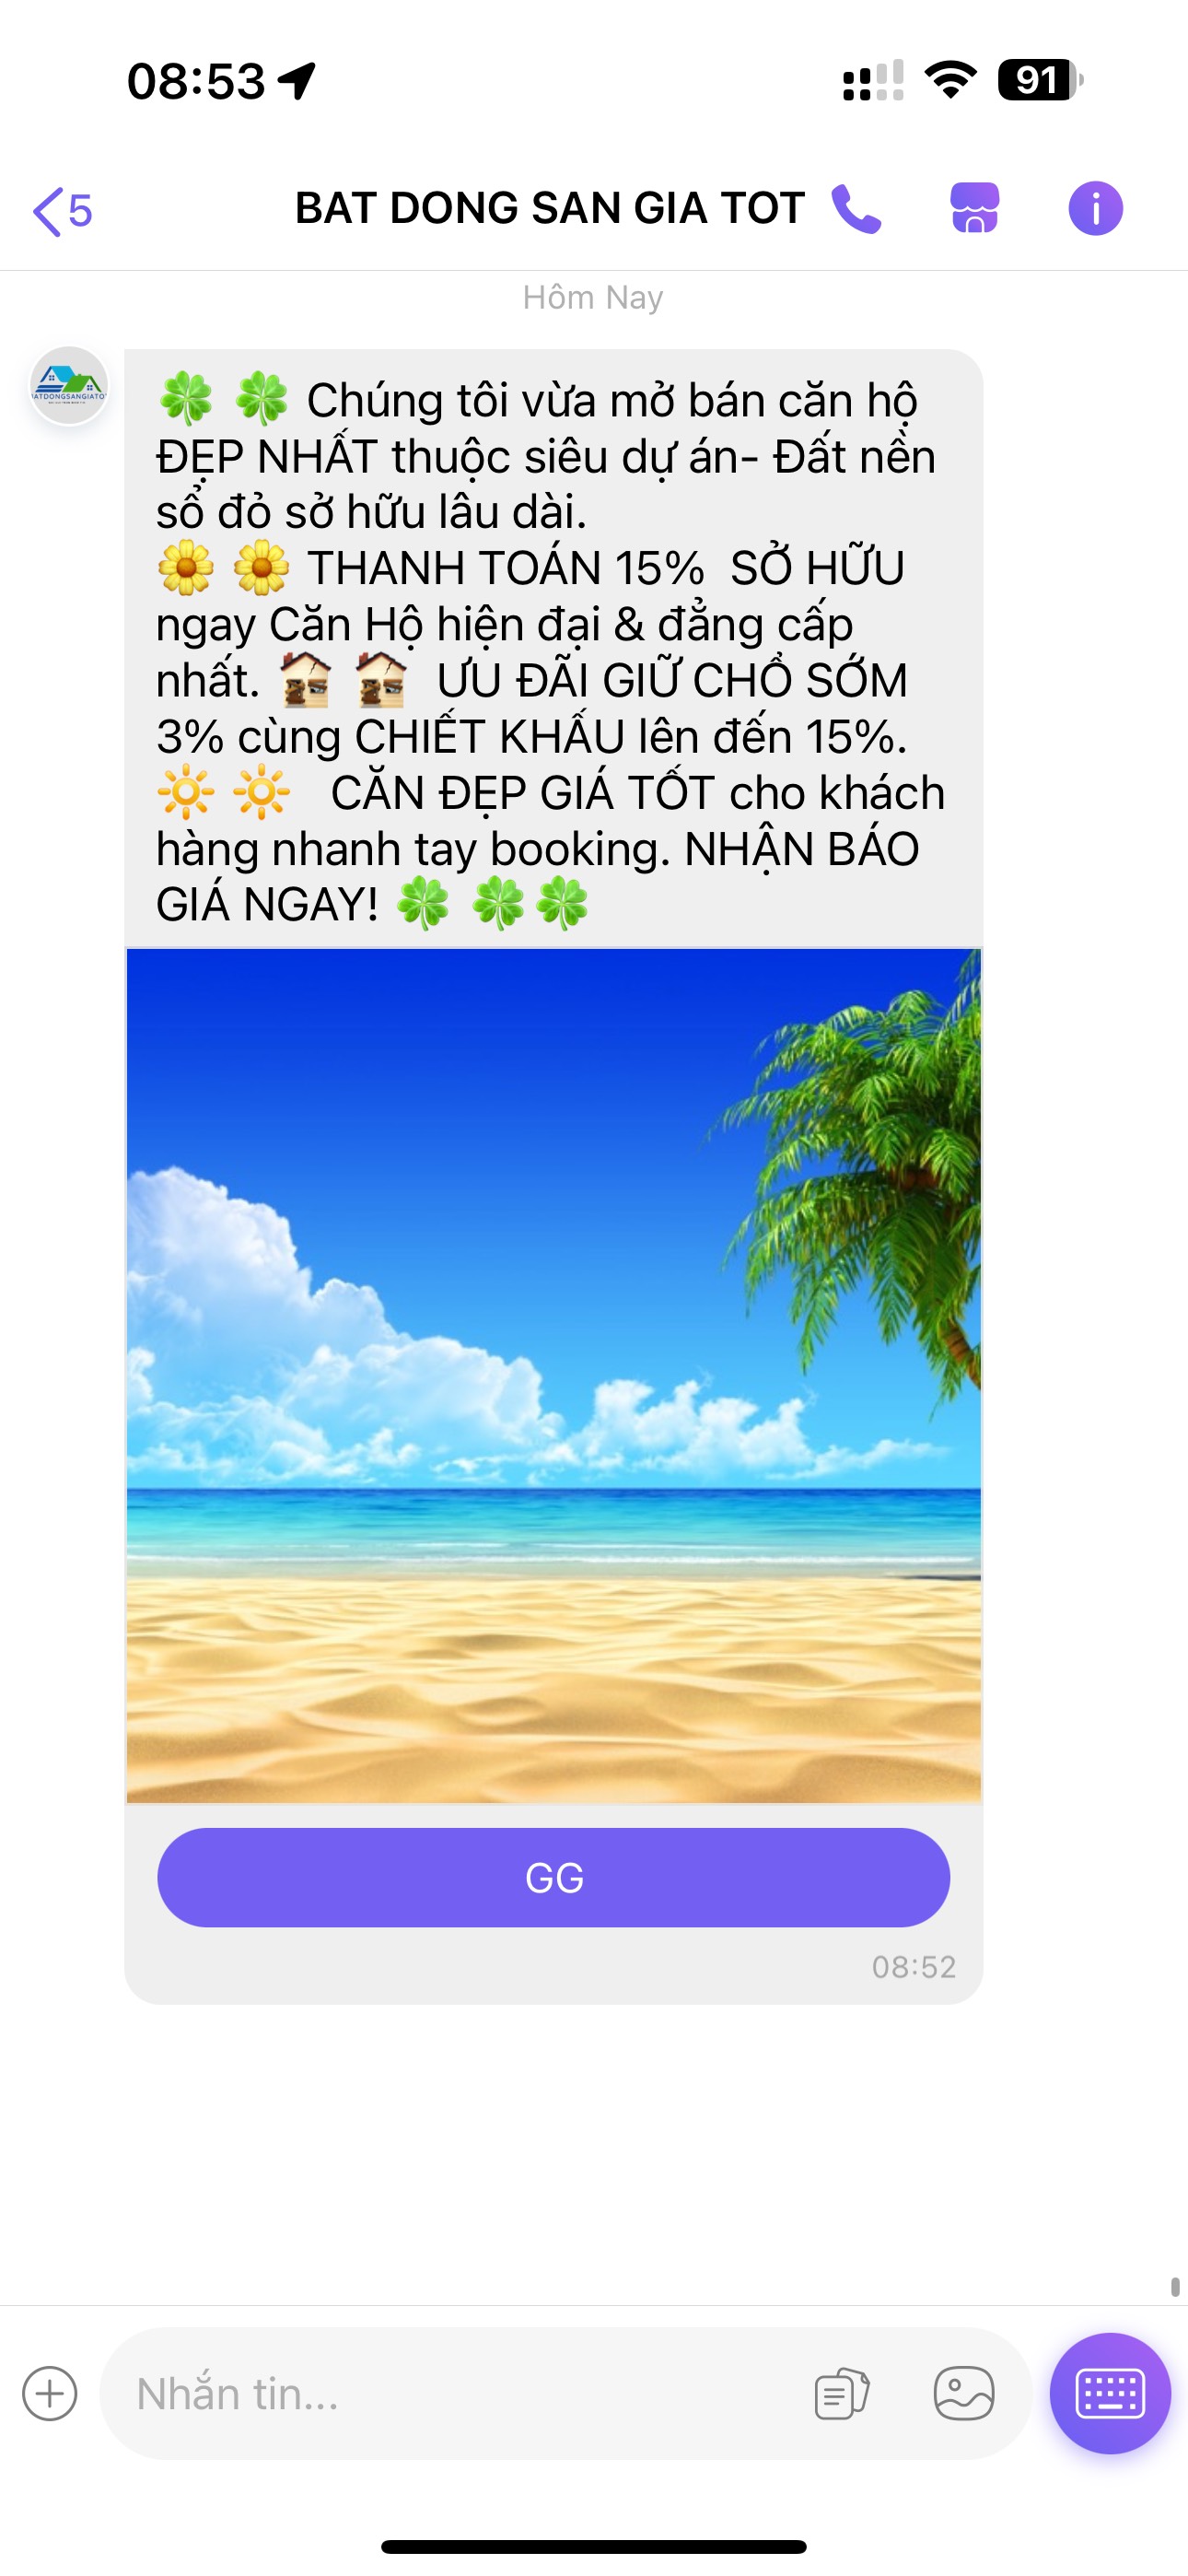 08:53
91
5
BAT DONG SAN GIA TOT
Hôm Nay
🍀 🍀 Chúng tôi vừa mở bán căn hộ
ĐẸP NHẤT thuộc siêu dự án- Đất nền
sổ đỏ sở hữu lâu dài.
🌼 🌼 THANH TOÁN 15%  SỞ HỮU
ngay Căn Hộ hiện đại & đẳng cấp
nhất. 🏚 🏚  ƯU ĐÃI GIỮ CHỔ SỚM
3% cùng CHIẾT KHẤU lên đến 15%.
🔆 🔆   CĂN ĐẸP GIÁ TỐT cho khách
hàng nhanh tay booking. NHẬN BÁO
GIÁ NGAY! 🍀 🍀🍀
GG
08:52
Nhắn tin...